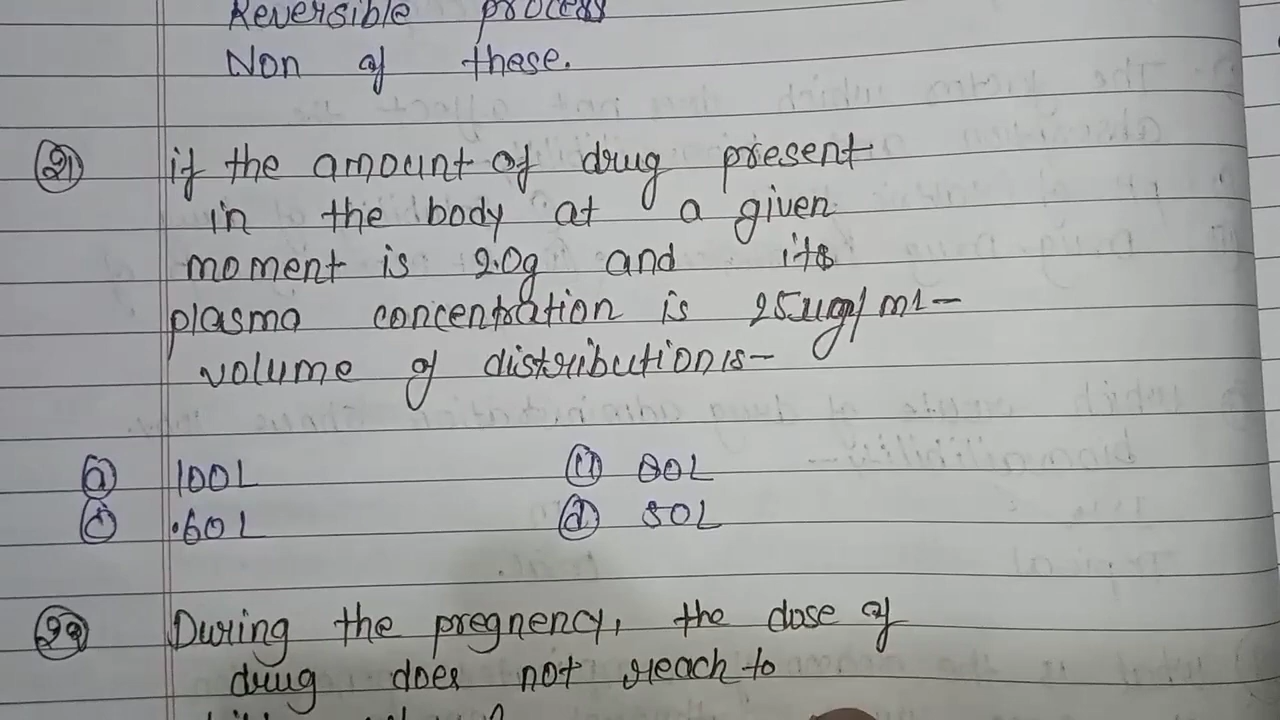 Reversible process
Non of these.
21 if the amount of drug present
in the body at a given
moment is 2.0g and its
plasma concentration is 25ug/ml-
volume of distribution is-
a 100L b 80L
c .60L d 50L
22 During the pregnency, the dose of
drug does not reach to